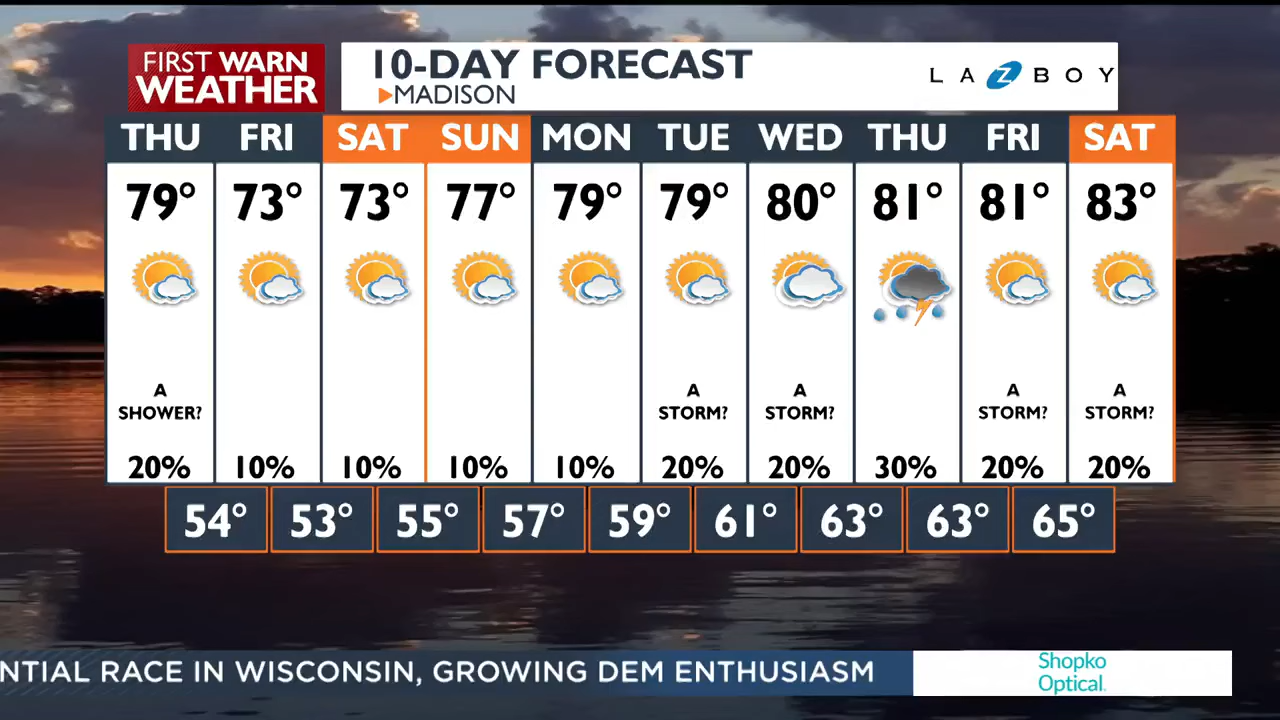 FIRST WARN
WEATHER
10-DAY FORECAST
MADISON
LA Z BOY
THU FRI SAT SUN MON TUE WED THU FRI SAT
79° 73° 73° 77° 79° 79° 80° 81° 81° 83°
A A A A A
SHOWER? STORM? STORM? STORM? STORM?
20% 10% 10% 10% 10% 20% 20% 30% 20% 20%
54° 53° 55° 57° 59° 61° 63° 63° 65°
NTIAL RACE IN WISCONSIN, GROWING DEM ENTHUSIASM
Shopko
Optical.